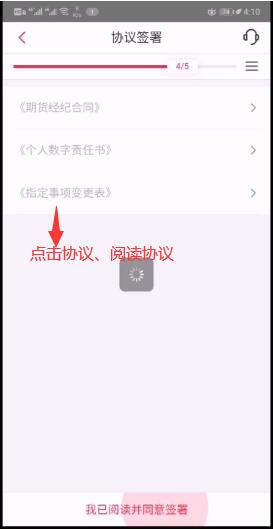 4:10
协议签署
4/5
《期货经纪合同》
《个人数字责任书》
《指定事项变更表》
点击协议、阅读协议
我已阅读并同意签署